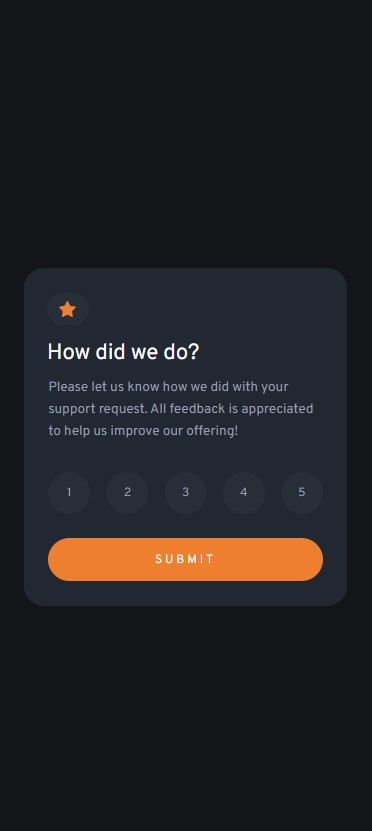 How did we do?
Please let us know how we did with your
support request. All feedback is appreciated
to help us improve our offering!
1 2 3 4 5
SUBMIT